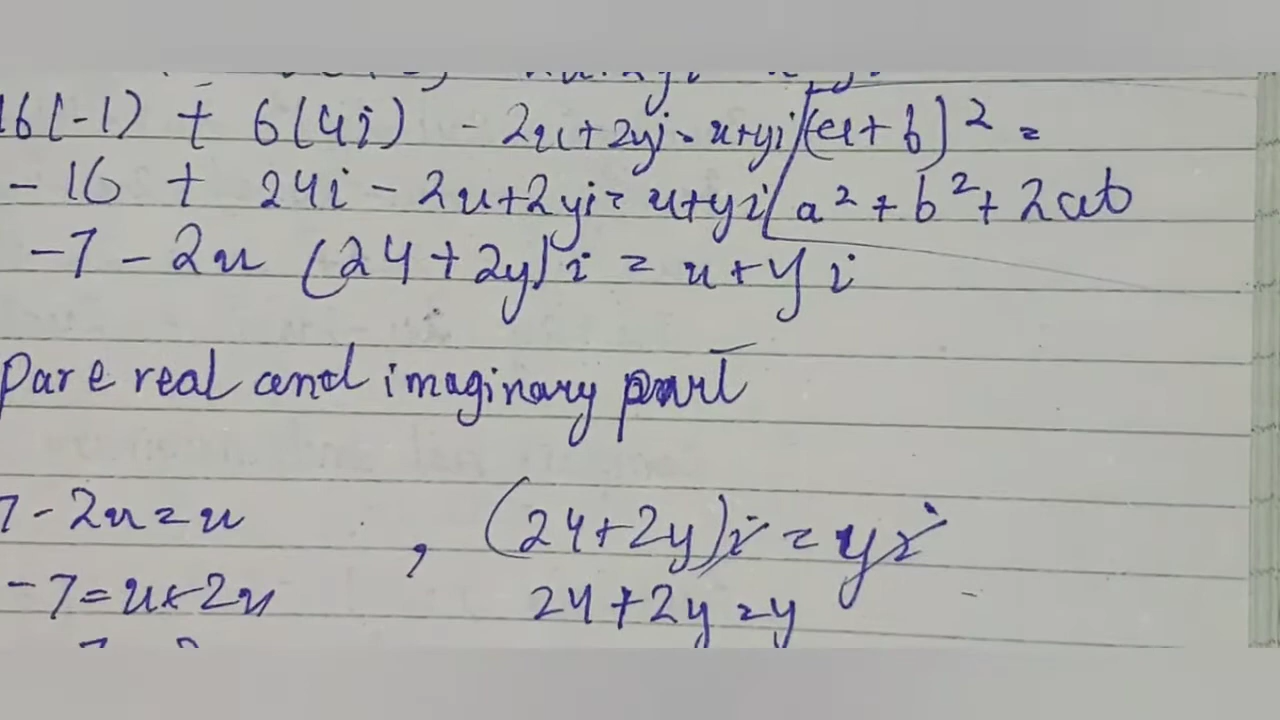 16(-1) + 6(4i) - 2x+2yi = x+yi (a+b)² =
- 16 + 24i - 2x+2yi = x+yi a² + b² + 2ab
-7 - 2x (24+2y)i = x+yi
pare real and imaginary part
7 - 2x = x , (24+2y)i = yi
-7 = x+2x 24+2y = y